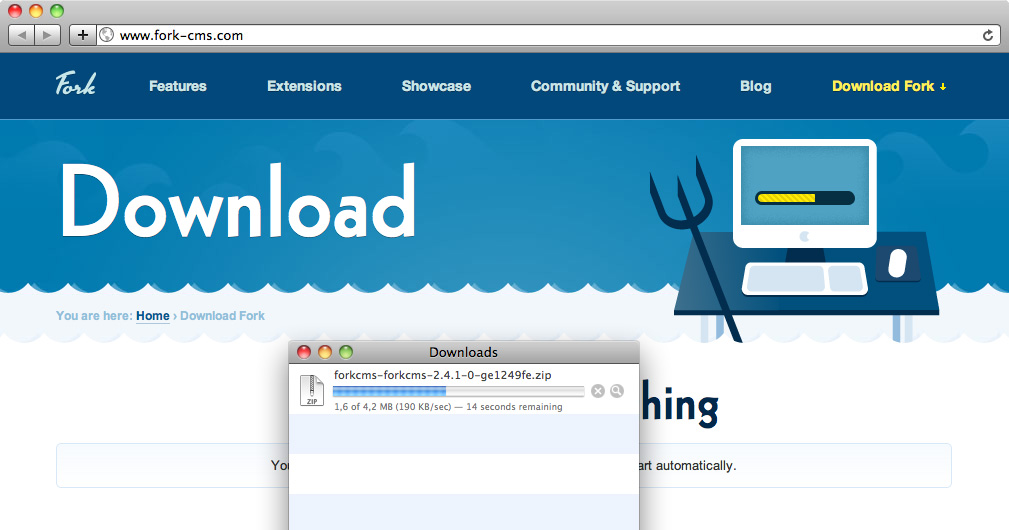 www.fork-cms.com
Fork
Features
Extensions
Showcase
Community & Support
Blog
Download Fork ↓
Download
You are here: Home › Download Fork
Downloads
forkcms-forkcms-2.4.1-0-ge1249fe.zip
ZIP
1,6 of 4,2 MB (190 KB/sec) — 14 seconds remaining
hing
You
art automatically.